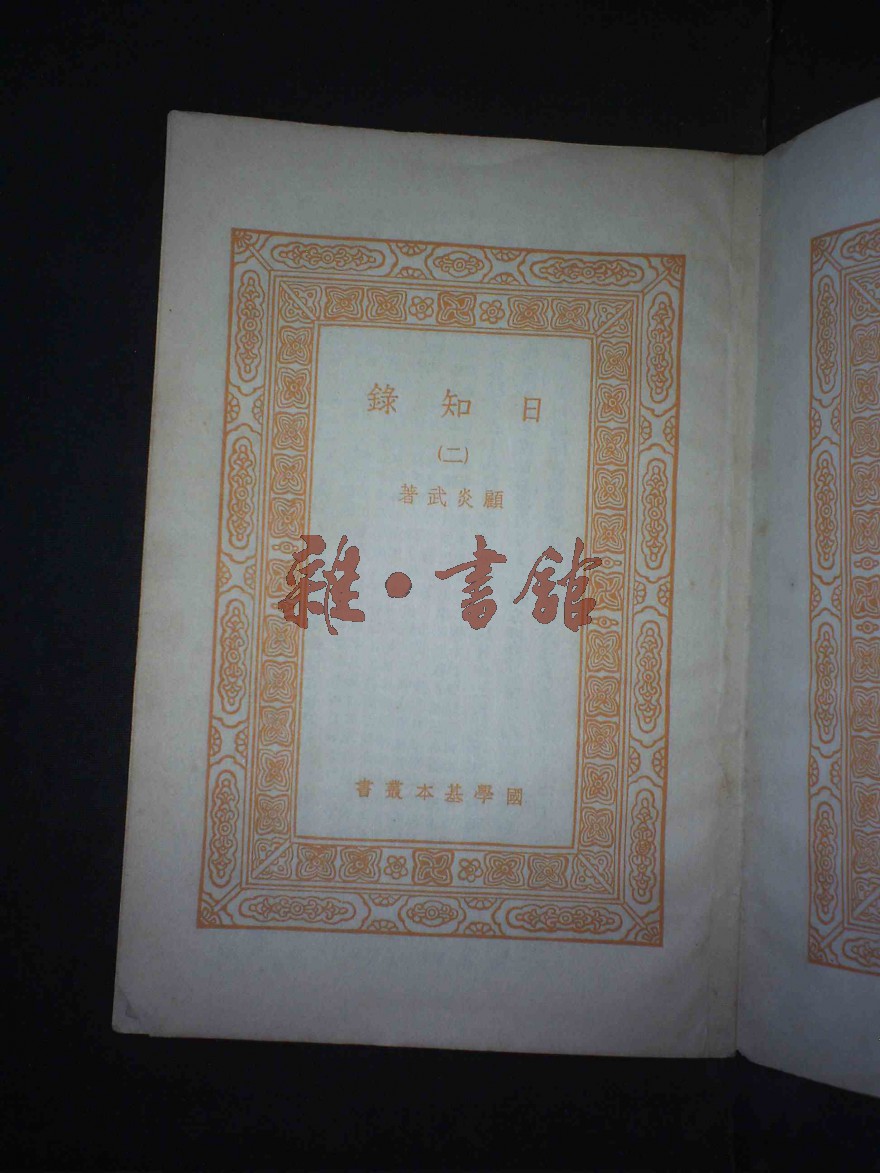 日知錄
(二)
顧炎武著
雜·書館
國學基本叢書